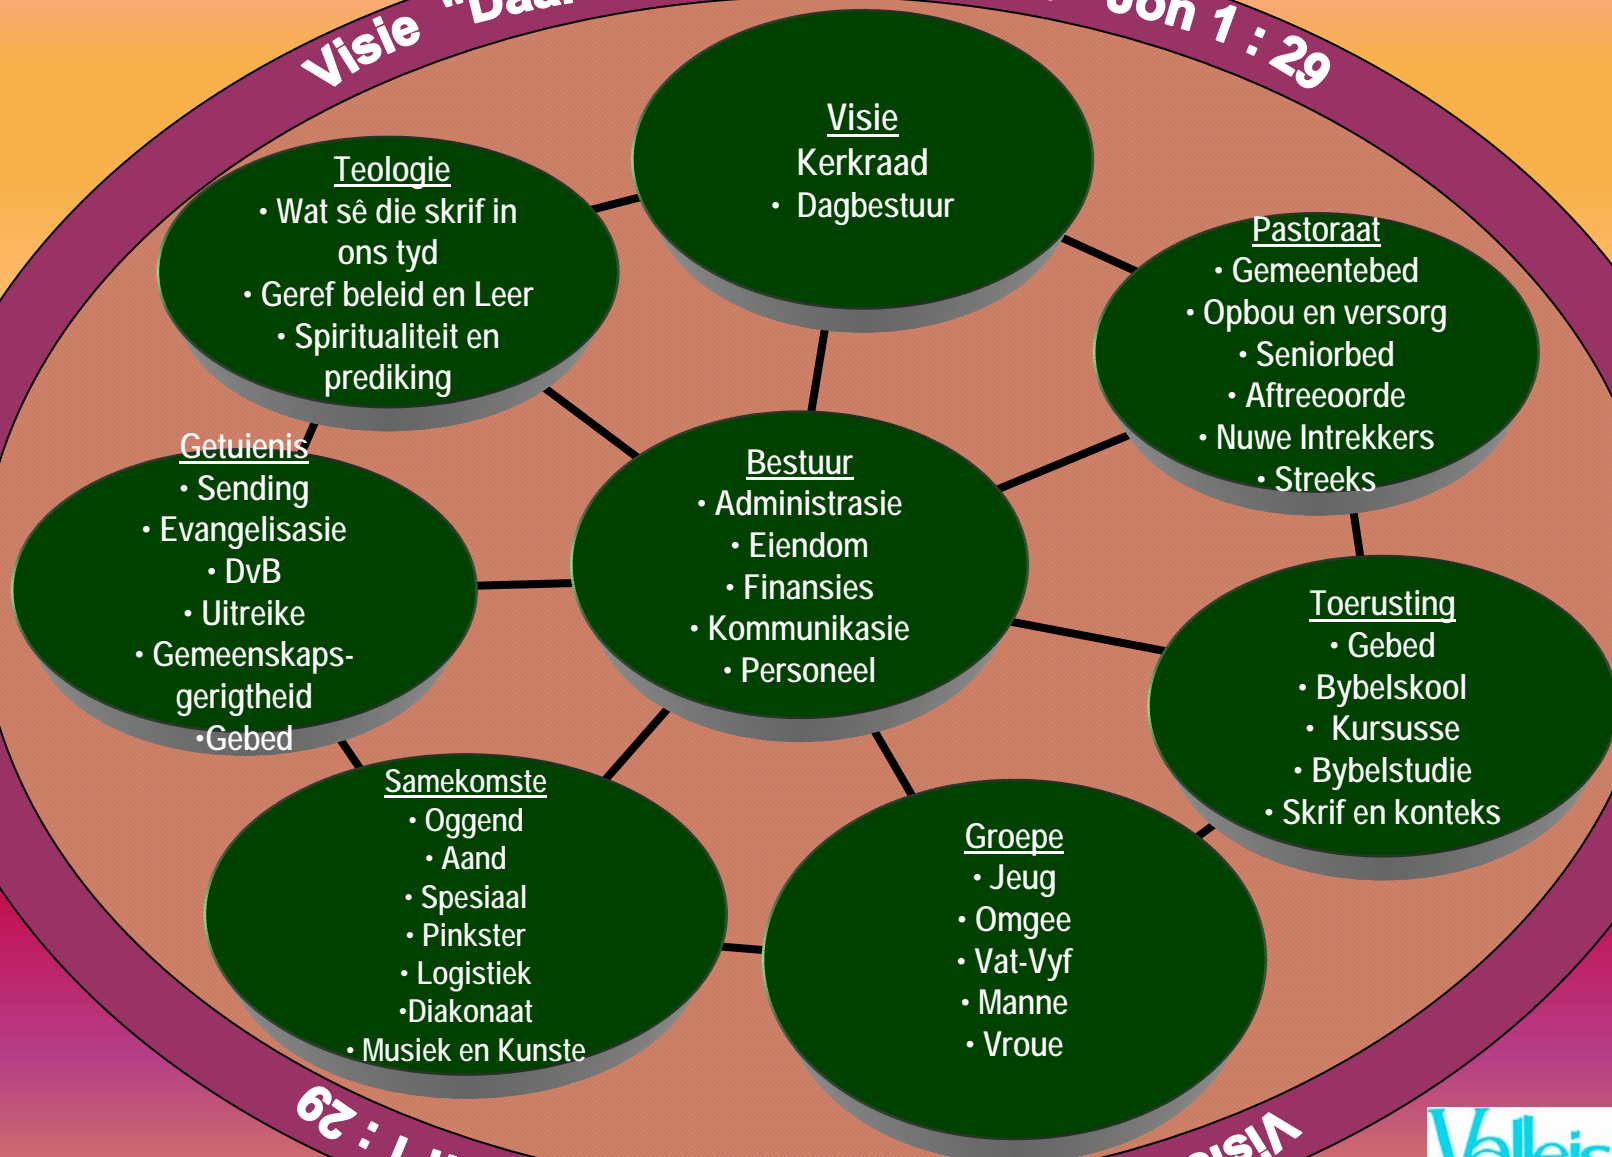 Visie "Daar Jon 1 : 29
Visie
Kerkraad
• Dagbestuur
Teologie
• Wat sê die skrif in
ons tyd
• Geref beleid en Leer
• Spiritualiteit en
prediking
Pastoraat
• Gemeentebed
• Opbou en versorg
• Seniorbed
• Aftreeoorde
• Nuwe Intrekkers
• Streeks
Getuienis
• Sending
• Evangelisasie
• DvB
• Uitreike
• Gemeenskaps-
gerigtheid
•Gebed
Bestuur
• Administrasie
• Eiendom
• Finansies
• Kommunikasie
• Personeel
Toerusting
• Gebed
• Bybelskool
• Kursusse
• Bybelstudie
• Skrif en konteks
Samekomste
• Oggend
• Aand
• Spesiaal
• Pinkster
• Logistiek
•Diakonaat
• Musiek en Kunste
Groepe
• Jeug
• Omgee
• Vat-Vyf
• Manne
• Vroue
1 : 29